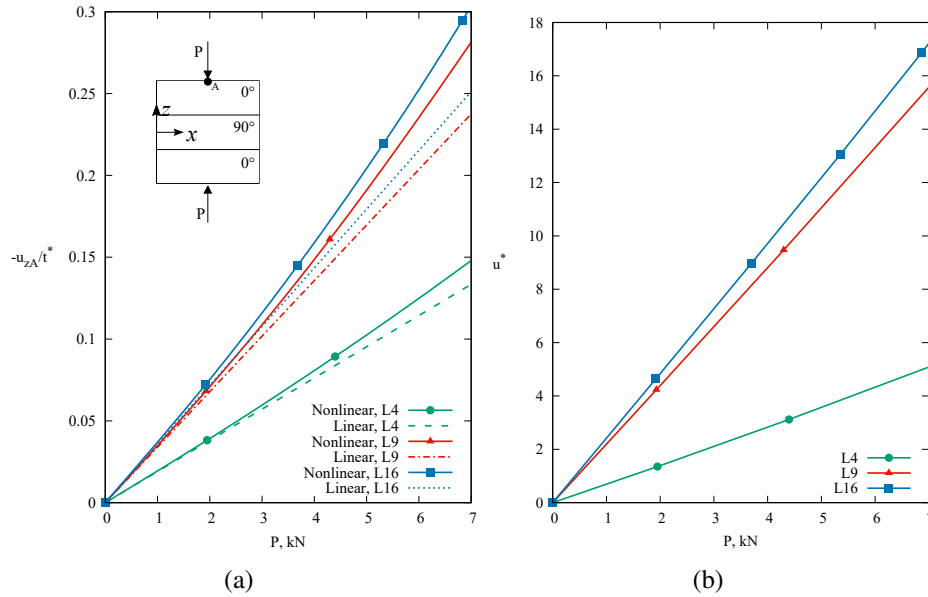 0.3
0.25
0.2
0.15
0.1
0.05
0
-u_zA/t*
0 1 2 3 4 5 6 7
P, kN
P
A
0°
z
90°
x
0°
P
Nonlinear, L4
Linear, L4
Nonlinear, L9
Linear, L9
Nonlinear, L16
Linear, L16
(a)
18
16
14
12
10
8
6
4
2
0
u*
0 1 2 3 4 5 6 7
P, kN
L4
L9
L16
(b)